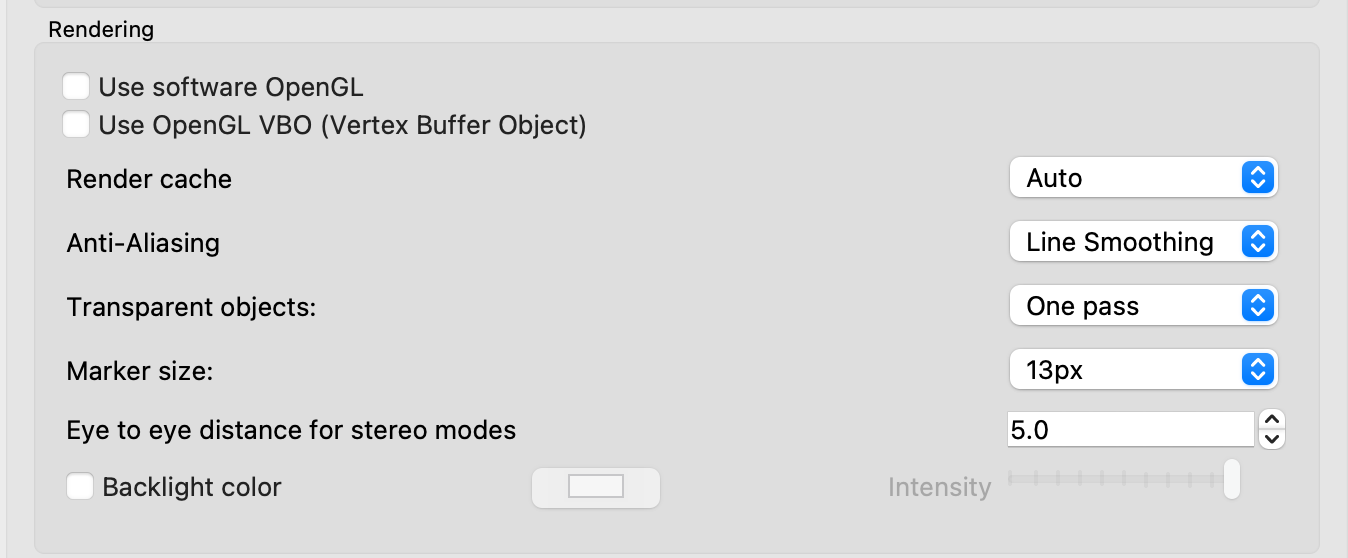 Rendering
Use software OpenGL
Use OpenGL VBO (Vertex Buffer Object)
Render cache Auto
Anti-Aliasing Line Smoothing
Transparent objects: One pass
Marker size: 13px
Eye to eye distance for stereo modes 5.0
Backlight color Intensity